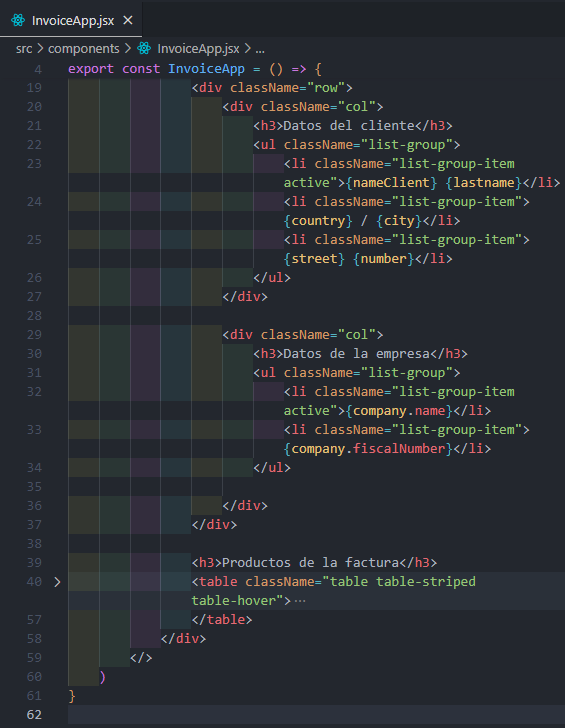 InvoiceApp.jsx ×
src > components > InvoiceApp.jsx > ...
4 export const InvoiceApp = () => {
19 <div className="row">
20 <div className="col">
21 <h3>Datos del cliente</h3>
22 <ul className="list-group">
23 <li className="list-group-item
active">{nameClient} {lastname}</li>
24 <li className="list-group-item">
{country} / {city}</li>
25 <li className="list-group-item">
{street} {number}</li>
26 </ul>
27 </div>
28
29 <div className="col">
30 <h3>Datos de la empresa</h3>
31 <ul className="list-group">
32 <li className="list-group-item
active">{company.name}</li>
33 <li className="list-group-item">
{company.fiscalNumber}</li>
34 </ul>
35
36 </div>
37 </div>
38
39 <h3>Productos de la factura</h3>
40 > <table className="table table-striped
table-hover">···
57 </table>
58 </div>
59 </>
60 )
61 }
62